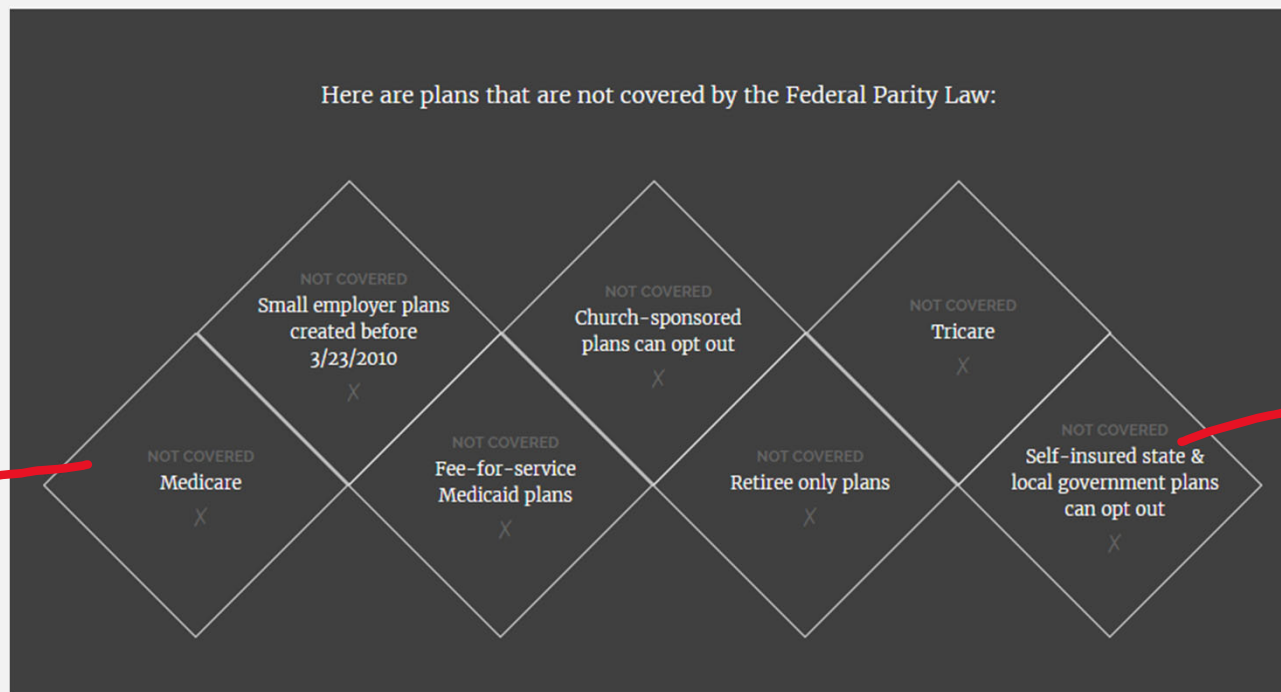 Here are plans that are not covered by the Federal Parity Law:
NOT COVERED
Small employer plans
created before
3/23/2010
X
NOT COVERED
Church-sponsored
plans can opt out
X
NOT COVERED
Tricare
X
NOT COVERED
Medicare
X
NOT COVERED
Fee-for-service
Medicaid plans
X
NOT COVERED
Retiree only plans
X
NOT COVERED
Self-insured state &
local government plans
can opt out
X